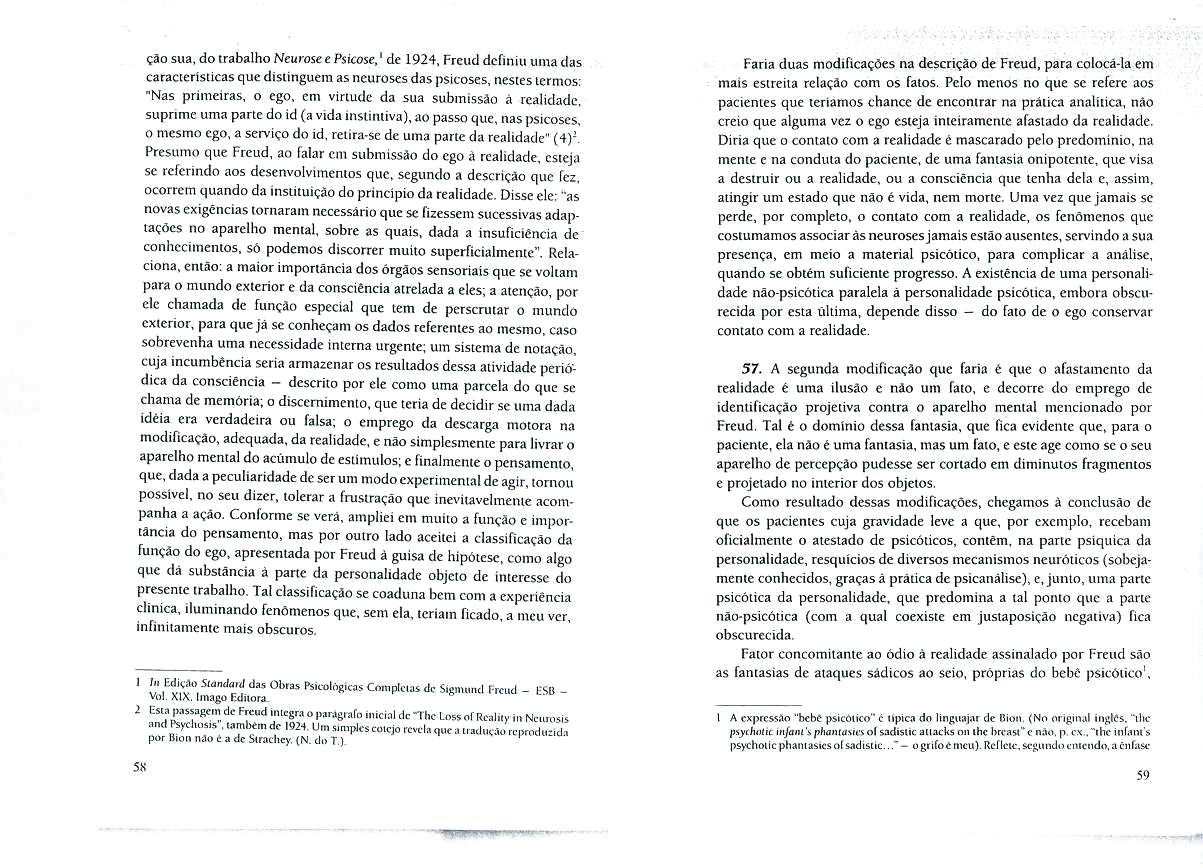 ção sua, do trabalho Neurose e Psicose,¹ de 1924, Freud definiu uma das
características que distinguem as neuroses das psicoses, nestes termos:
"Nas primeiras, o ego, em virtude da sua submissão à realidade,
suprime uma parte do id (a vida instintiva), ao passo que, nas psicoses,
o mesmo ego, a serviço do id, retira-se de uma parte da realidade" (4)².
Presumo que Freud, ao falar em submissão do ego à realidade, esteja
se referindo aos desenvolvimentos que, segundo a descrição que fez,
ocorrem quando da instituição do princípio da realidade. Disse ele: "as
novas exigências tornaram necessário que se fizessem sucessivas adap-
tações no aparelho mental, sobre as quais, dada a insuficiência de
conhecimentos, só podemos discorrer muito superficialmente". Rela-
ciona, então: a maior importância dos órgãos sensoriais que se voltam
para o mundo exterior e da consciência atrelada a eles; a atenção, por
ele chamada de função especial que tem de perscrutar o mundo
exterior, para que já se conheçam os dados referentes ao mesmo, caso
sobrevenha uma necessidade interna urgente; um sistema de notação,
cuja incumbência seria armazenar os resultados dessa atividade perió-
dica da consciência — descrito por ele como uma parcela do que se
chama de memória; o discernimento, que teria de decidir se uma dada
idéia era verdadeira ou falsa; o emprego da descarga motora na
modificação, adequada, da realidade, e não simplesmente para livrar o
aparelho mental do acúmulo de estímulos; e finalmente o pensamento,
que, dada a peculiaridade de ser um modo experimental de agir, tornou
possível, no seu dizer, tolerar a frustração que inevitavelmente acom-
panha a ação. Conforme se verá, ampliei em muito a função e impor-
tância do pensamento, mas por outro lado aceitei a classificação da
função do ego, apresentada por Freud à guisa de hipótese, como algo
que dá substância à parte da personalidade objeto de interesse do
presente trabalho. Tal classificação se coaduna bem com a experiência
clínica, iluminando fenômenos que, sem ela, teriam ficado, a meu ver,
infinitamente mais obscuros.
1 In Edição Standard das Obras Psicológicas Completas de Sigmund Freud — ESB —
Vol. XIX. Imago Editora.
2 Esta passagem de Freud integra o parágrafo inicial de "The Loss of Reality in Neurosis
and Psychosis", também de 1924. Um simples cotejo revela que a tradução reproduzida
por Bion não é a de Strachey. (N. do T.).
58
Faria duas modificações na descrição de Freud, para colocá-la em
mais estreita relação com os fatos. Pelo menos no que se refere aos
pacientes que teríamos chance de encontrar na prática analítica, não
creio que alguma vez o ego esteja inteiramente afastado da realidade.
Diria que o contato com a realidade é mascarado pelo predomínio, na
mente e na conduta do paciente, de uma fantasia onipotente, que visa
a destruir ou a realidade, ou a consciência que tenha dela e, assim,
atingir um estado que não é vida, nem morte. Uma vez que jamais se
perde, por completo, o contato com a realidade, os fenômenos que
costumamos associar às neuroses jamais estão ausentes, servindo a sua
presença, em meio a material psicótico, para complicar a análise,
quando se obtém suficiente progresso. A existência de uma personali-
dade não-psicótica paralela à personalidade psicótica, embora obscu-
recida por esta última, depende disso — do fato de o ego conservar
contato com a realidade.
57. A segunda modificação que faria é que o afastamento da
realidade é uma ilusão e não um fato, e decorre do emprego de
identificação projetiva contra o aparelho mental mencionado por
Freud. Tal é o domínio dessa fantasia, que fica evidente que, para o
paciente, ela não é uma fantasia, mas um fato, e este age como se o seu
aparelho de percepção pudesse ser cortado em diminutos fragmentos
e projetado no interior dos objetos.
Como resultado dessas modificações, chegamos à conclusão de
que os pacientes cuja gravidade leve a que, por exemplo, recebam
oficialmente o atestado de psicóticos, contêm, na parte psíquica da
personalidade, resquícios de diversos mecanismos neuróticos (sobeja-
mente conhecidos, graças à prática de psicanálise), e, junto, uma parte
psicótica da personalidade, que predomina a tal ponto que a parte
não-psicótica (com a qual coexiste em justaposição negativa) fica
obscurecida.
Fator concomitante ao ódio à realidade assinalado por Freud são
as fantasias de ataques sádicos ao seio, próprias do bebê psicótico¹,
1 A expressão "bebê psicótico" é típica do linguajar de Bion. (No original inglês, "the
psychotic infant's phantasies of sadistic attacks on the breast" e não, p. ex., "the infant's
psychotic phantasies of sadistic..." — o grifo é meu). Reflete, segundo entendo, a ênfase
59